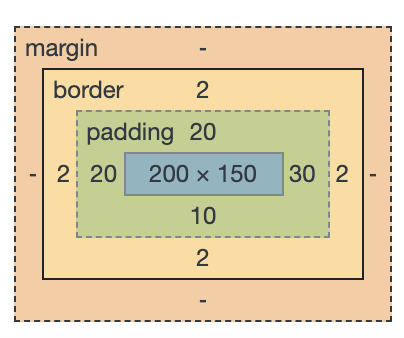 margin -
border 2
padding 20
- 2 20 200 × 150 30 2 -
10
2
-